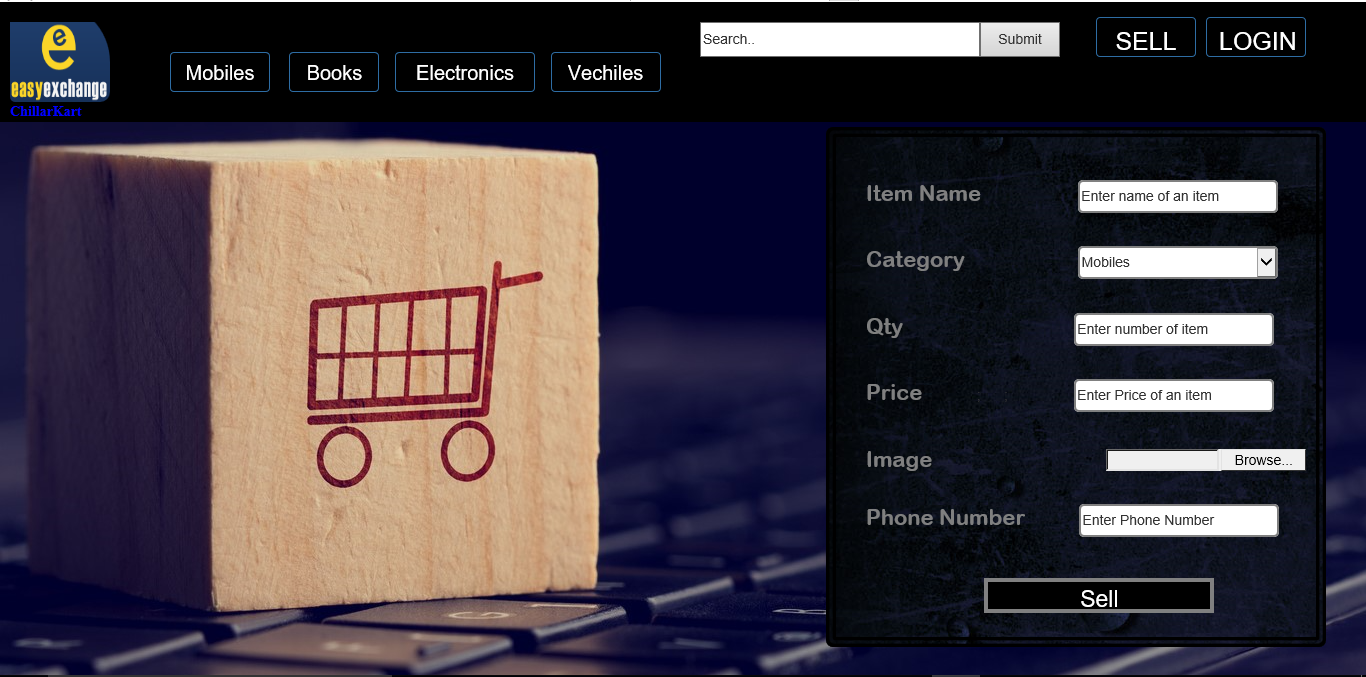 e
easyexchange
ChillarKart
Mobiles
Books
Electronics
Vechiles
Search..
Submit
SELL
LOGIN
Item Name
Enter name of an item
Category
Mobiles
Qty
Enter number of item
Price
Enter Price of an item
Image
Browse...
Phone Number
Enter Phone Number
Sell